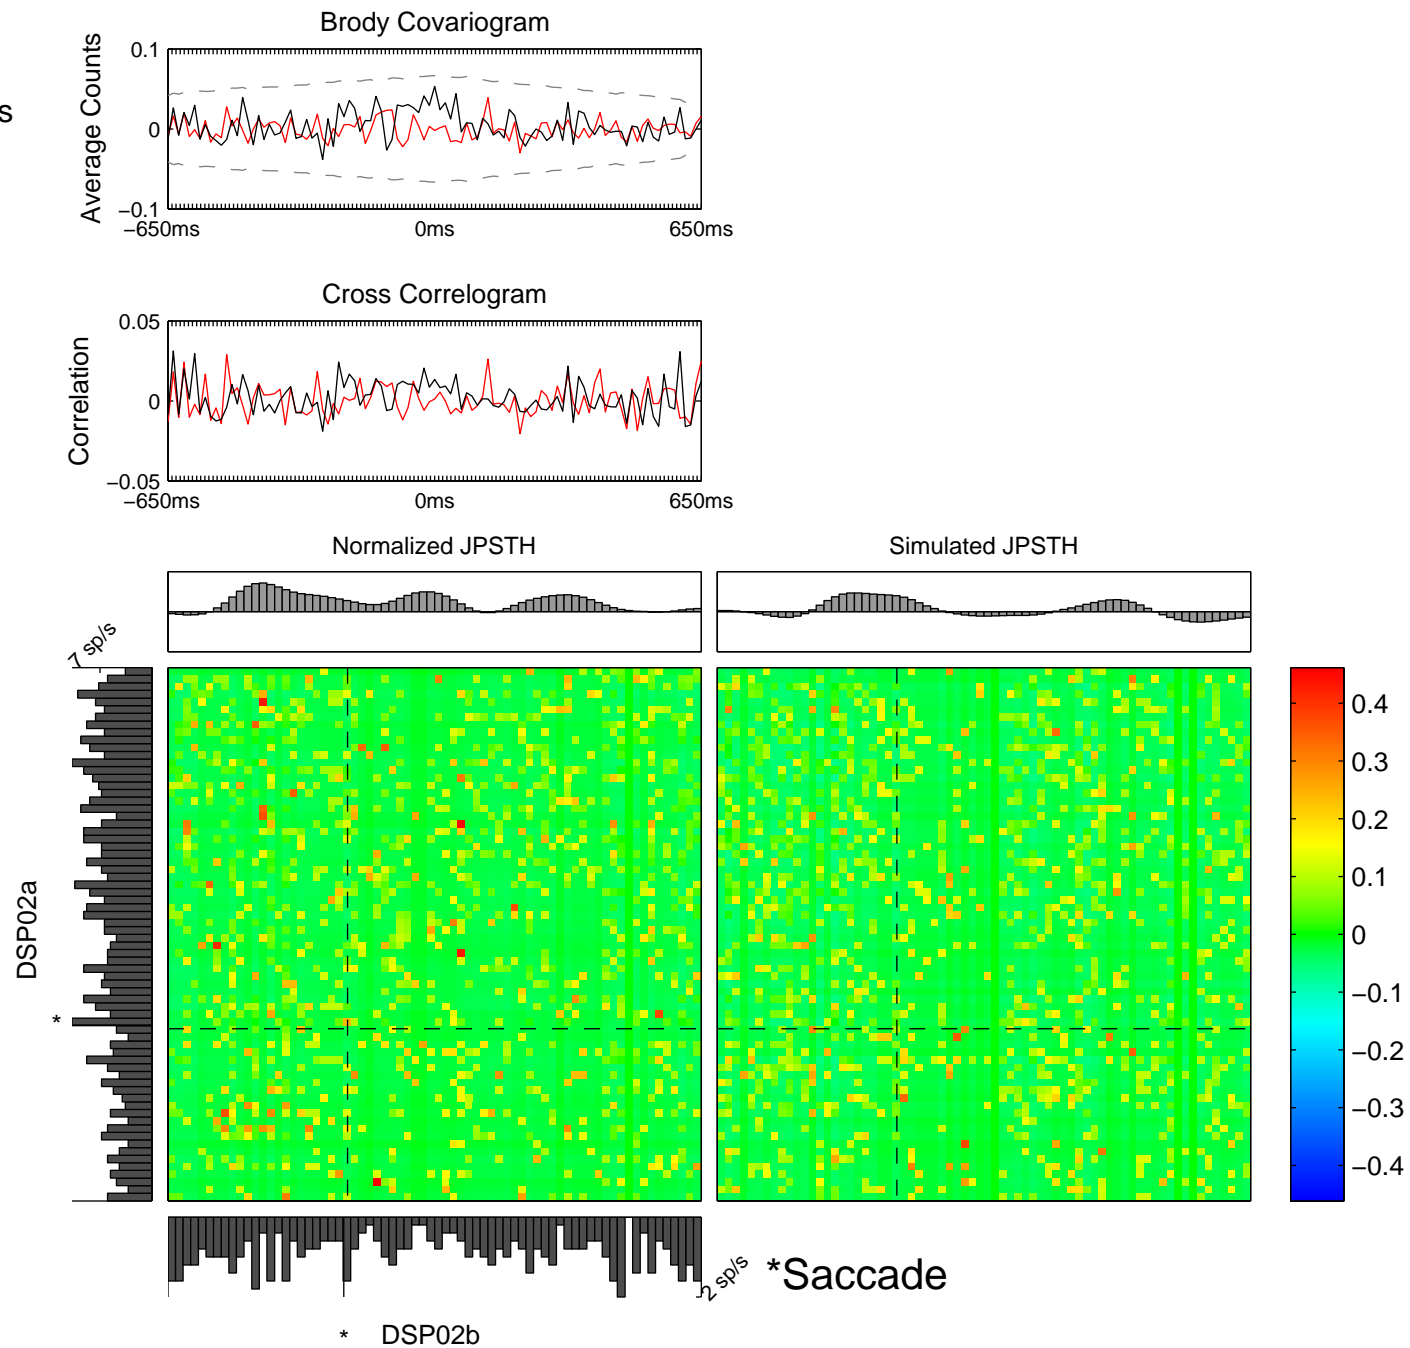 Brody Covariogram
s
Average Counts
0.1
0
−0.1
−650ms
0ms
650ms
Cross Correlogram
Correlation
0.05
0
−0.05
−650ms
0ms
650ms
Normalized JPSTH
Simulated JPSTH
7 sp/s
DSP02a
*
0.4
0.3
0.2
0.1
0
−0.1
−0.2
−0.3
−0.4
2 sp/s
*Saccade
* DSP02b